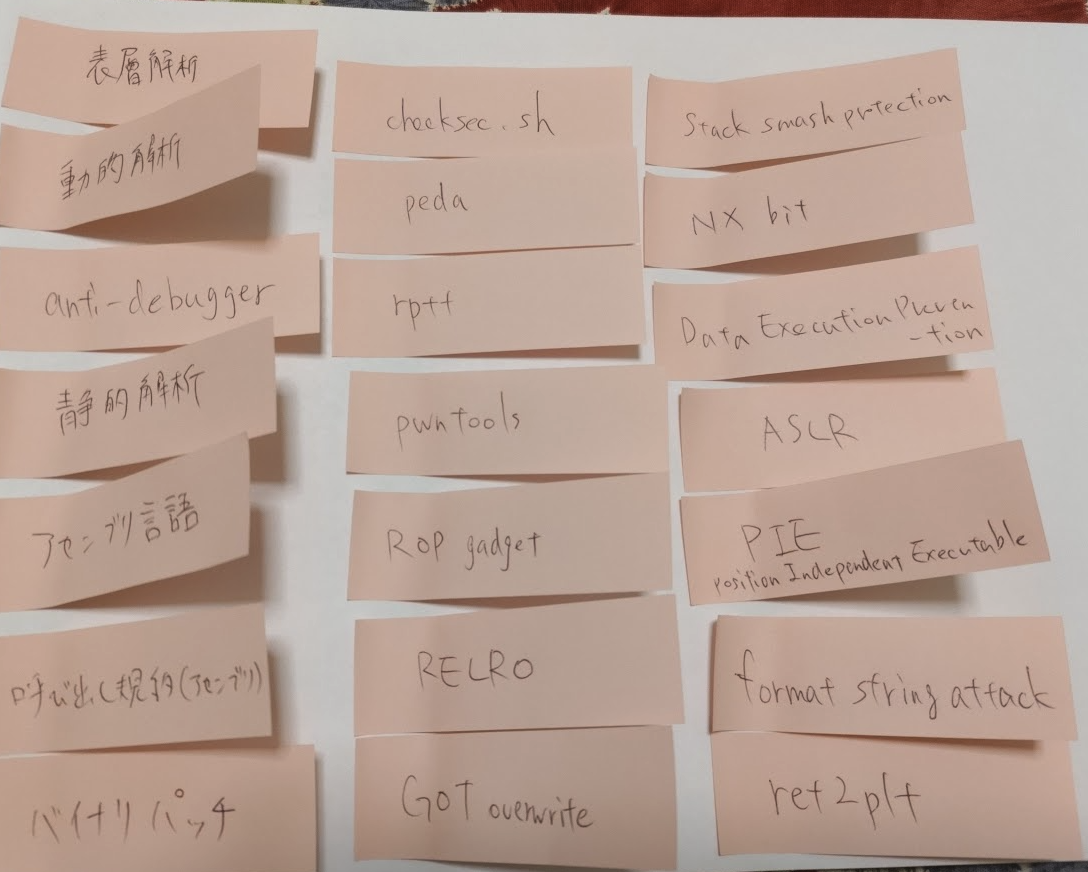 表層解析
動的解析
anti-debugger
静的解析
アセンブリ言語
呼び出し規約(アセンブリ)
バイナリパッチ
checksec.sh
peda
rp++
pwntools
ROP gadget
RELRO
GOT overwrite
Stack smash protection
NX bit
Data Execution Preven
-tion
ASLR
PIE
Position Independent Executable
format string attack
ret2plt